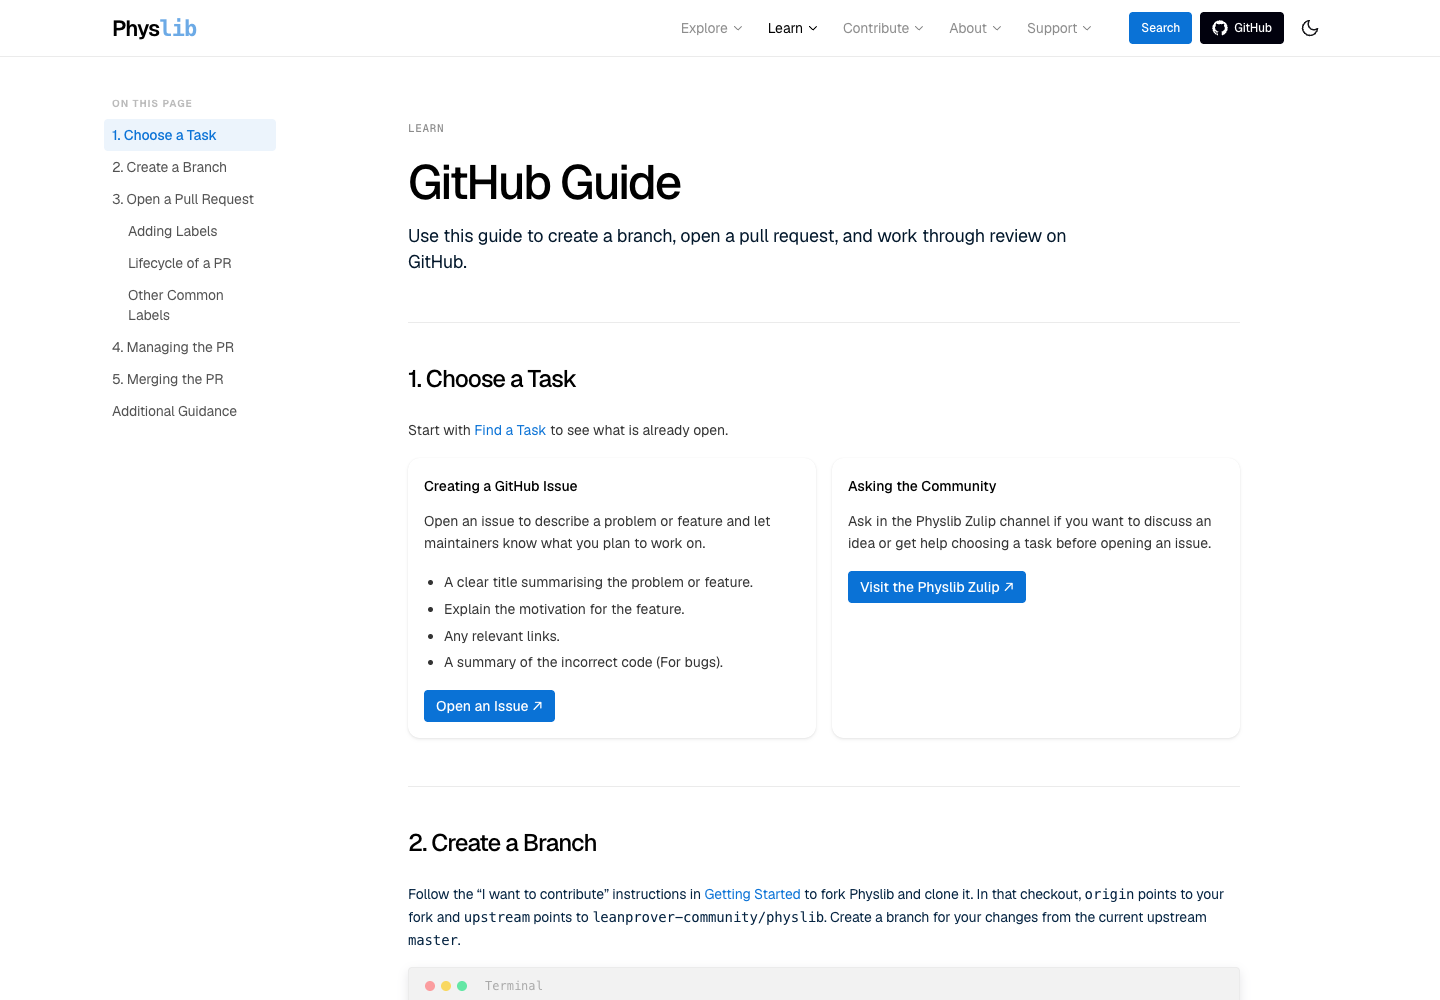 Physlib
Explore
Learn
Contribute
About
Support
Search
GitHub
ON THIS PAGE
1. Choose a Task
2. Create a Branch
3. Open a Pull Request
Adding Labels
Lifecycle of a PR
Other Common
Labels
4. Managing the PR
5. Merging the PR
Additional Guidance
LEARN
GitHub Guide
Use this guide to create a branch, open a pull request, and work through review on
GitHub.
1. Choose a Task
Start with Find a Task to see what is already open.
Creating a GitHub Issue
Open an issue to describe a problem or feature and let
maintainers know what you plan to work on.
• A clear title summarising the problem or feature.
• Explain the motivation for the feature.
• Any relevant links.
• A summary of the incorrect code (For bugs).
Open an Issue ↗
Asking the Community
Ask in the Physlib Zulip channel if you want to discuss an
idea or get help choosing a task before opening an issue.
Visit the Physlib Zulip ↗
2. Create a Branch
Follow the “I want to contribute” instructions in Getting Started to fork Physlib and clone it. In that checkout, origin points to your
fork and upstream points to leanprover-community/physlib. Create a branch for your changes from the current upstream
master.
Terminal